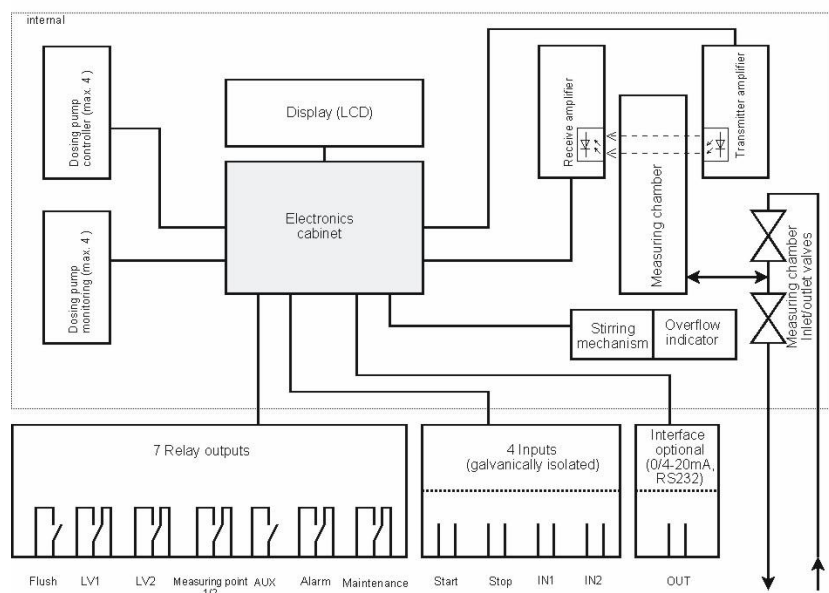 internal
Dosing pump
controller (max. 4 )
Display (LCD)
Receive amplifier
Transmitter amplifier
Measuring chamber
Electronics
cabinet
Dosing pump
monitoring (max. 4 )
Measuring chamber
Inlet/outlet valves
Stirring
mechanism
Overflow
indicator
7 Relay outputs
4 Inputs
(galvanically isolated)
Interface
optional
(0/4-20mA,
RS232)
Flush
LV1
LV2
Measuring point
1/2
AUX
Alarm
Maintenance
Start
Stop
IN1
IN2
OUT